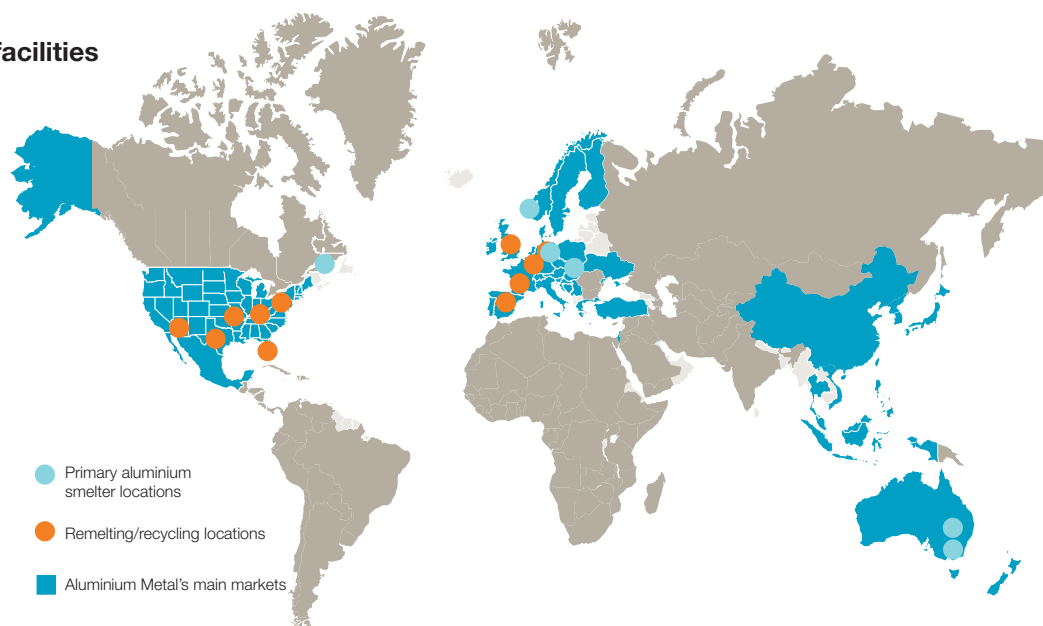 facilities
Primary aluminium
smelter locations
Remelting/recycling locations
Aluminium Metal's main markets